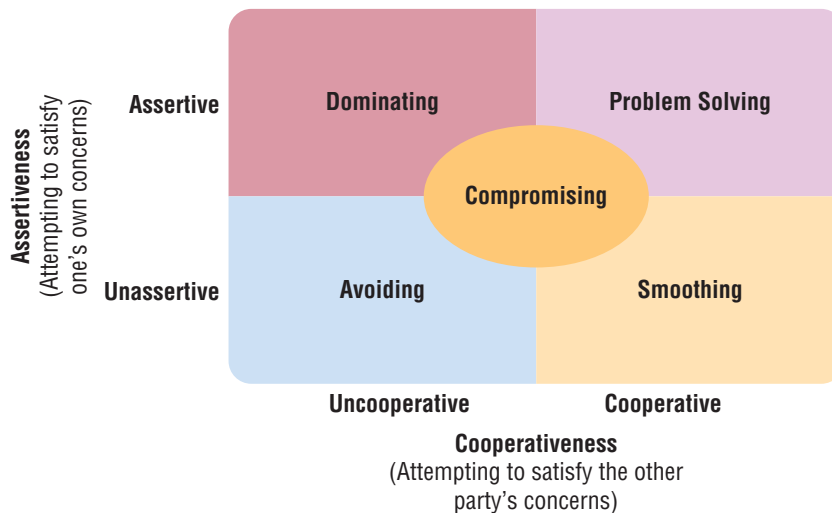 Assertiveness
(Attempting to satisfy
one’s own concerns)
Assertive
Dominating
Problem Solving
Compromising
Unassertive
Avoiding
Smoothing
Uncooperative
Cooperative
Cooperativeness
(Attempting to satisfy the other
party’s concerns)